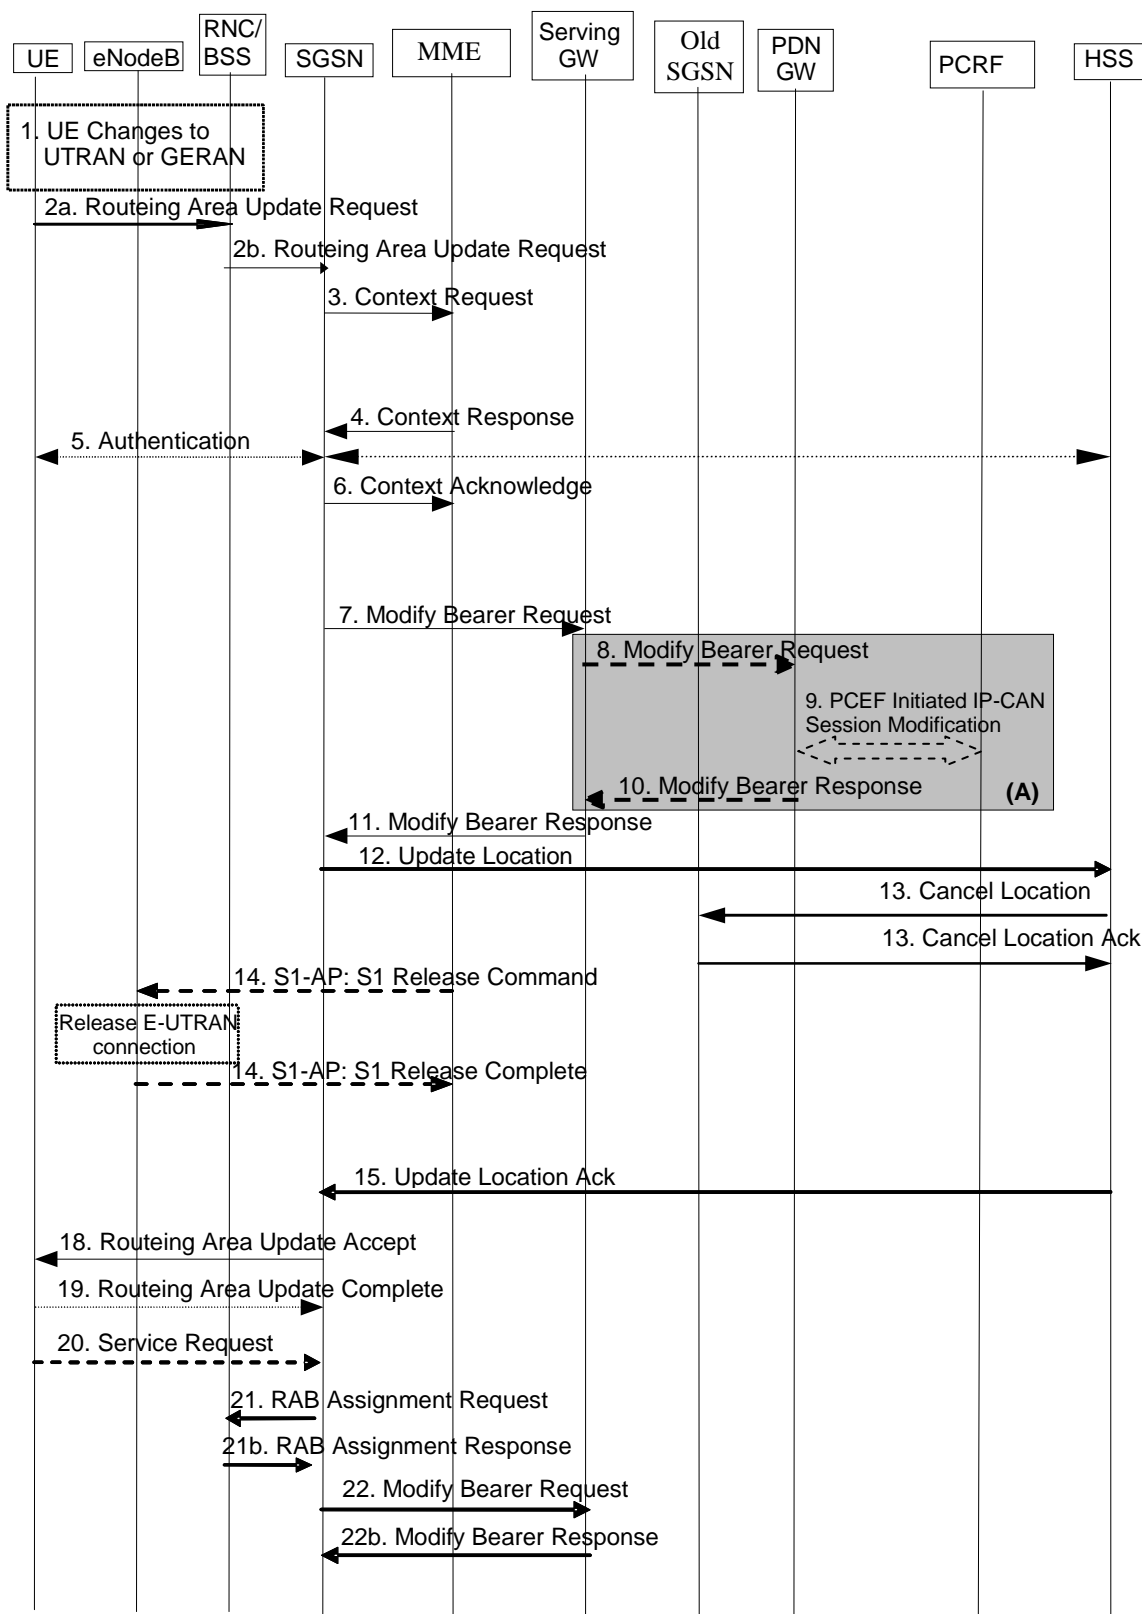 UE
eNodeB
RNC/
BSS
SGSN
MME
Serving
GW
Old
SGSN
PDN
GW
PCRF
HSS
1. UE Changes to
UTRAN or GERAN
2a. Routeing Area Update Request
2b. Routeing Area Update Request
3. Context Request
4. Context Response
5. Authentication
6. Context Acknowledge
7. Modify Bearer Request
8. Modify Bearer Request
9. PCEF Initiated IP-CAN
Session Modification
10. Modify Bearer Response
(A)
11. Modify Bearer Response
12. Update Location
13. Cancel Location
13. Cancel Location Ack
14. S1-AP: S1 Release Command
Release E-UTRAN
connection
14. S1-AP: S1 Release Complete
15. Update Location Ack
18. Routeing Area Update Accept
19. Routeing Area Update Complete
20. Service Request
21. RAB Assignment Request
21b. RAB Assignment Response
22. Modify Bearer Request
22b. Modify Bearer Response